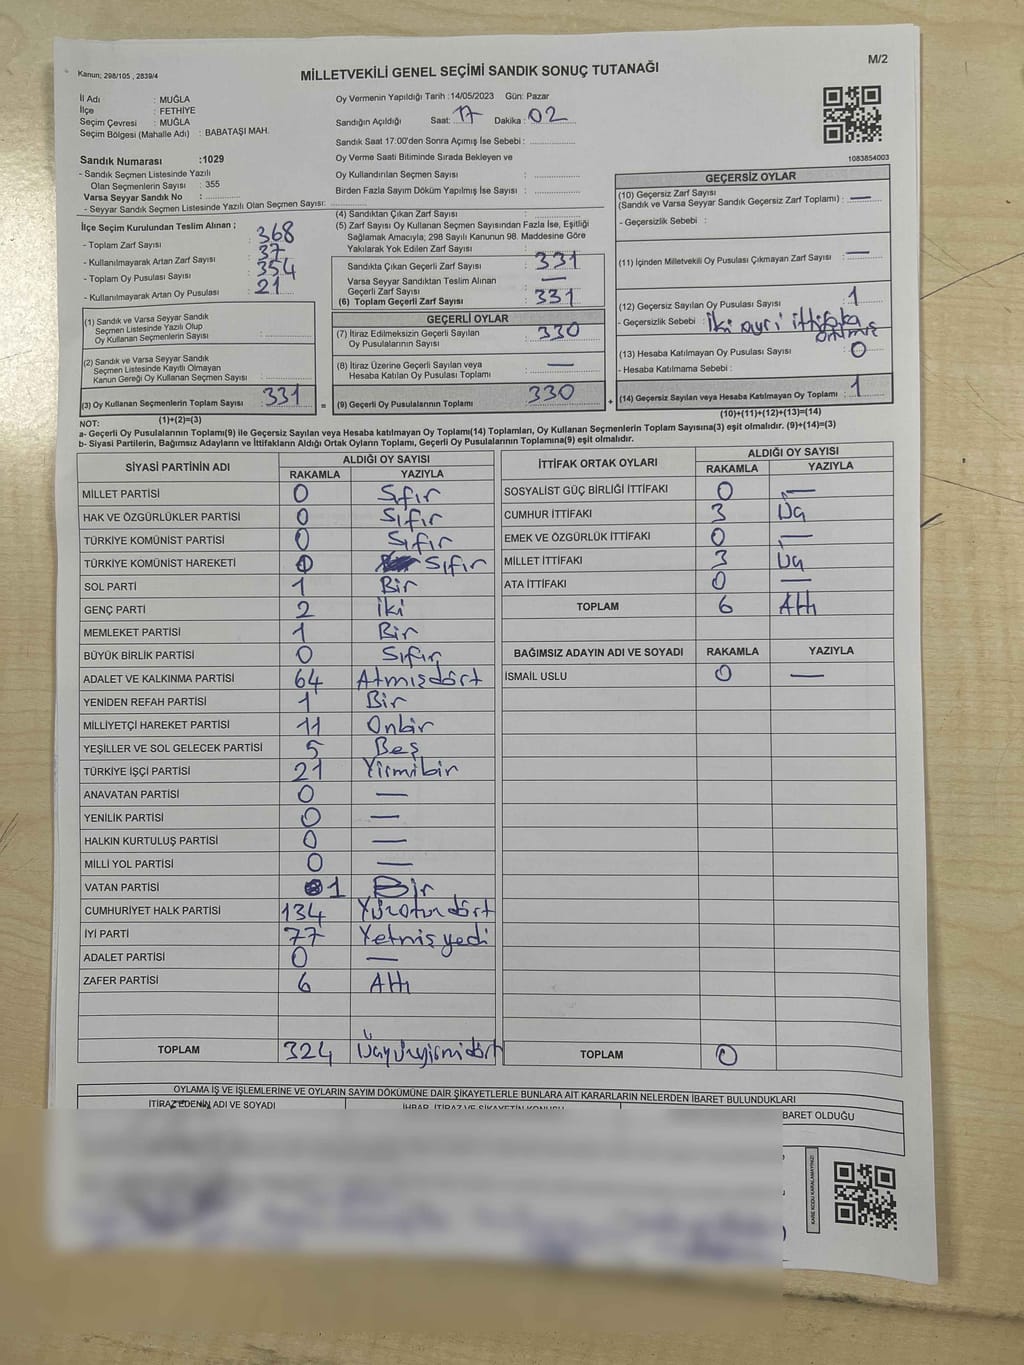 Kanun; 298/105 , 2839/4
MİLLETVEKİLİ GENEL SEÇİMİ SANDIK SONUÇ TUTANAĞI
M/2
İl Adı : MUĞLA
İlçe : FETHİYE
Seçim Çevresi : MUĞLA
Seçim Bölgesi (Mahalle Adı) : BABATAŞI MAH.
Sandık Numarası :1029
- Sandık Seçmen Listesinde Yazılı
Olan Seçmenlerin Sayısı : 355
Varsa Seyyar Sandık No :
- Seyyar Sandık Seçmen Listesinde Yazılı Olan Seçmen Sayısı:
Oy Vermenin Yapıldığı Tarih :14/05/2023 Gün: Pazar
Sandığın Açıldığı Saat: 17 Dakika : 02
Sandık Saat 17:00'den Sonra Açımış İse Sebebi :
Oy Verme Saati Bitiminde Sırada Bekleyen ve
Oy Kullandırılan Seçmen Sayısı :
Birden Fazla Sayım Döküm Yapılmış İse Sayısı :
1083854003
İlçe Seçim Kurulundan Teslim Alınan ;
- Toplam Zarf Sayısı : 368
- Kullanılmayarak Artan Zarf Sayısı : 37
- Toplam Oy Pusulası Sayısı : 354
- Kullanılmayarak Artan Oy Pusulası : 21
(1) Sandık ve Varsa Seyyar Sandık
Seçmen Listesinde Yazılı Olup
Oy Kullanan Seçmenlerin Sayısı :
(2) Sandık ve Varsa Seyyar Sandık
Seçmen Listesinde Kayıtlı Olmayan
Kanun Gereği Oy Kullanan Seçmen Sayısı :
(3) Oy Kullanan Seçmenlerin Toplam Sayısı : 331
(1)+(2)=(3)
(4) Sandıktan Çıkan Zarf Sayısı :
(5) Zarf Sayısı Oy Kullanan Seçmen Sayısından Fazla İse, Eşitliği
Sağlamak Amacıyla; 298 Sayılı Kanunun 98. Maddesine Göre
Yakılarak Yok Edilen Zarf Sayısı :
Sandıkta Çıkan Geçerli Zarf Sayısı : 331
Varsa Seyyar Sandıktan Teslim Alınan
Geçerli Zarf Sayısı : —
(6) Toplam Geçerli Zarf Sayısı : 331
GEÇERLİ OYLAR
(7) İtiraz Edilmeksizin Geçerli Sayılan
Oy Pusulalarının Sayısı : 330
(8) İtiraz Üzerine Geçerli Sayılan veya
Hesaba Katılan Oy Pusulası Toplamı : —
= (9) Geçerli Oy Pusulalarının Toplamı : 330 +
GEÇERSİZ OYLAR
(10) Geçersiz Zarf Sayısı
(Sandık ve Varsa Seyyar Sandık Geçersiz Zarf Toplamı) : —
- Geçersizlik Sebebi :
(11) İçinden Milletvekili Oy Pusulası Çıkmayan Zarf Sayısı : —
(12) Geçersiz Sayılan Oy Pusulası Sayısı : 1
- Geçersizlik Sebebi : İki ayrı ittifaka
(13) Hesaba Katılmayan Oy Pusulası Sayısı : 0
- Hesaba Katılmama Sebebi :
(14) Geçersiz Sayılan veya Hesaba Katılmayan Oy Toplamı : 1
(10)+(11)+(12)+(13)=(14)
NOT:
a- Geçerli Oy Pusulalarının Toplamı(9) ile Geçersiz Sayılan veya Hesaba Katılmayan Oy Toplamı(14) Toplamları, Oy Kullanan Seçmenlerin Toplam Sayısına(3) eşit olmalıdır. (9)+(14)=(3)
b- Siyasi Partilerin, Bağımsız Adayların ve İttifakların Aldığı Ortak Oyların Toplamı, Geçerli Oy Pusulalarının Toplamına(9) eşit olmalıdır.
SİYASİ PARTİNİN ADI ALDIĞI OY SAYISI
RAKAMLA YAZIYLA
MİLLET PARTİSİ 0 Sıfır
HAK VE ÖZGÜRLÜKLER PARTİSİ 0 Sıfır
TÜRKİYE KOMÜNİST PARTİSİ 0 Sıfır
TÜRKİYE KOMÜNİST HAREKETİ 0 Sıfır
SOL PARTİ 1 Bir
GENÇ PARTİ 2 İki
MEMLEKET PARTİSİ 1 Bir
BÜYÜK BİRLİK PARTİSİ 0 Sıfır
ADALET VE KALKINMA PARTİSİ 64 Atmışdört
YENİDEN REFAH PARTİSİ 1 Bir
MİLLİYETÇİ HAREKET PARTİSİ 11 Onbir
YEŞİLLER VE SOL GELECEK PARTİSİ 5 Beş
TÜRKİYE İŞÇİ PARTİSİ 21 Yirmibir
ANAVATAN PARTİSİ 0 —
YENİLİK PARTİSİ 0 —
HALKIN KURTULUŞ PARTİSİ 0 —
MİLLİ YOL PARTİSİ 0 —
VATAN PARTİSİ 1 Bir
CUMHURİYET HALK PARTİSİ 134 Yüzotuzdört
İYİ PARTİ 77 Yetmişyedi
ADALET PARTİSİ 0 —
ZAFER PARTİSİ 6 Altı
TOPLAM 324 Üçyüzyirmidört
İTTİFAK ORTAK OYLARI ALDIĞI OY SAYISI
RAKAMLA YAZIYLA
SOSYALİST GÜÇ BİRLİĞİ İTTİFAKI 0 —
CUMHUR İTTİFAKI 3 Üç
EMEK VE ÖZGÜRLÜK İTTİFAKI 0 —
MİLLET İTTİFAKI 3 Üç
ATA İTTİFAKI 0 —
TOPLAM 6 Altı
BAĞIMSIZ ADAYIN ADI VE SOYADI RAKAMLA YAZIYLA
İSMAİL USLU 0 —
TOPLAM 0
OYLAMA İŞ VE İŞLEMLERİNE VE OYLARIN SAYIM DÖKÜMÜNE DAİR ŞİKAYETLERLE BUNLARA AİT KARARLARIN NELERDEN İBARET BULUNDUKLARI
İTİRAZ EDENİN ADI VE SOYADI İHBAR, İTİRAZ VE ŞİKAYETİN KONUSU BARET OLDUĞU
KARE KODU KARALAMAYINIZ!